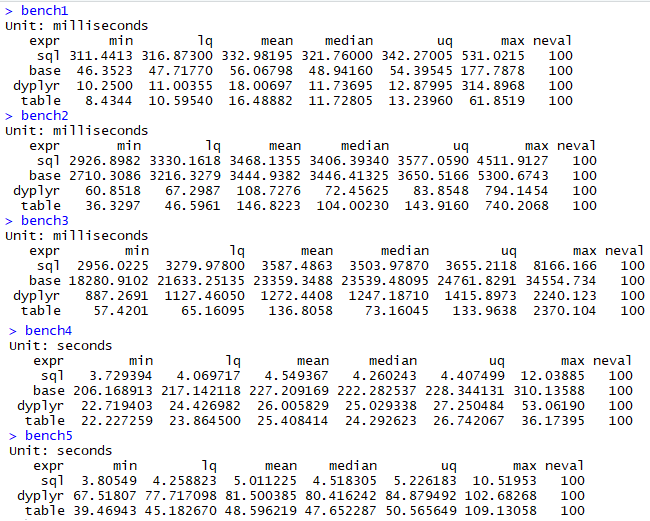 > bench1
Unit: milliseconds
expr min lq mean median uq max neval
sql 311.4413 316.87300 332.98195 321.76000 342.27005 531.0215 100
base 46.3523 47.71770 56.06798 48.94160 54.39545 177.7878 100
dyplyr 10.2500 11.00355 18.00697 11.73695 12.87995 314.8968 100
table 8.4344 10.59540 16.48882 11.72805 13.23960 61.8519 100
> bench2
Unit: milliseconds
expr min lq mean median uq max neval
sql 2926.8982 3330.1618 3468.1355 3406.39340 3577.0590 4511.9127 100
base 2710.3086 3216.3279 3444.9382 3446.41325 3650.5166 5300.6743 100
dyplyr 60.8518 67.2987 108.7276 72.45625 83.8548 794.1454 100
table 36.3297 46.5961 146.8223 104.00230 143.9160 740.2068 100
> bench3
Unit: milliseconds
expr min lq mean median uq max neval
sql 2956.0225 3279.97800 3587.4863 3503.97870 3655.2118 8166.166 100
base 18280.9102 21633.25135 23359.3488 23539.48095 24761.8291 34554.734 100
dyplyr 887.2691 1127.46050 1272.4408 1247.18710 1415.8973 2240.123 100
table 57.4201 65.16095 136.8058 73.16045 133.9638 2370.104 100
> bench4
Unit: seconds
expr min lq mean median uq max neval
sql 3.729394 4.069717 4.549367 4.260243 4.407499 12.03885 100
base 206.168913 217.142118 227.209169 222.282537 228.344131 310.13588 100
dyplyr 22.719403 24.426982 26.005829 25.029338 27.250484 53.06190 100
table 22.227259 23.864500 25.408414 24.292623 26.742067 36.17395 100
> bench5
Unit: seconds
expr min lq mean median uq max neval
sql 3.80549 4.258823 5.011225 4.518305 5.226183 10.51953 100
dyplyr 67.51807 77.717098 81.500385 80.416242 84.879492 102.68268 100
table 39.46943 45.182670 48.596219 47.652287 50.565649 109.13058 100